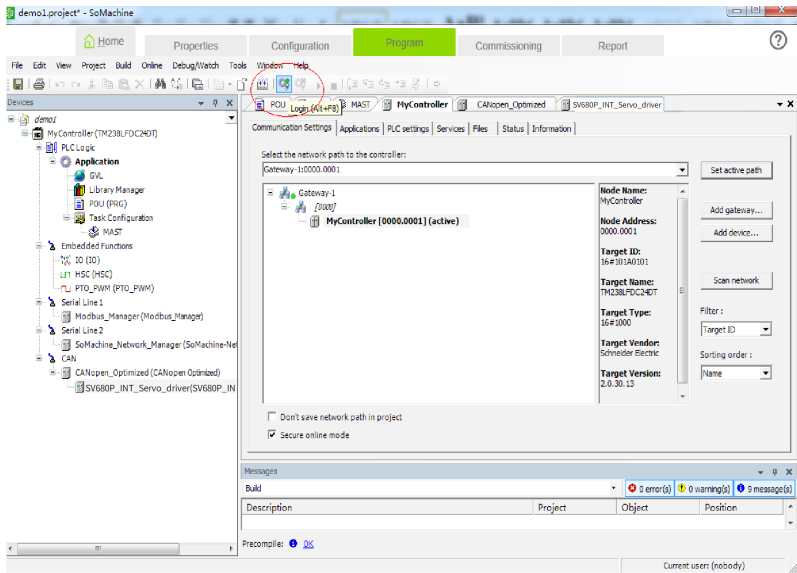 demo1.project* - SoMachine
Home
Properties
Configuration
Program
Commissioning
Report
File Edit View Project Build Online Debug/Watch Tools Window Help
Login (Alt+F8)
POU
MAST
MyController
CANopen_Optimized
SV680P_INT_Servo_driver
Devices
demo1
MyController (TM238LFDC24DT)
PLC Logic
Application
GVL
Library Manager
POU (PRG)
Task Configuration
MAST
Embedded Functions
IO (IO)
HSC (HSC)
PTO_PWM (PTO_PWM)
Serial Line 1
Modbus_Manager (Modbus_Manager)
Serial Line 2
SoMachine_Network_Manager (SoMachine-Net
CAN
CANopen_Optimized (CANopen Optimized)
SV680P_INT_Servo_driver(SV680P_IN
Communication Settings Applications PLC settings Services Files Status Information
Select the network path to the controller:
Gateway-1:0000.0001
Set active path
Gateway-1
[0000]
MyController [0000.0001] (active)
Node Name:
MyController
Node Address:
0000.0001
Target ID:
16#101A0101
Target Name:
TM238LFDC24DT
Target Type:
16#1000
Target Vendor:
Schneider Electric
Target Version:
2.0.30.13
Add gateway...
Add device...
Scan network
Filter :
Target ID
Sorting order :
Name
Don't save network path in project
Secure online mode
Messages
Build
0 error(s)
0 warning(s)
9 message(s)
Description Project Object Position
Precompile: OK
Current user: (nobody)